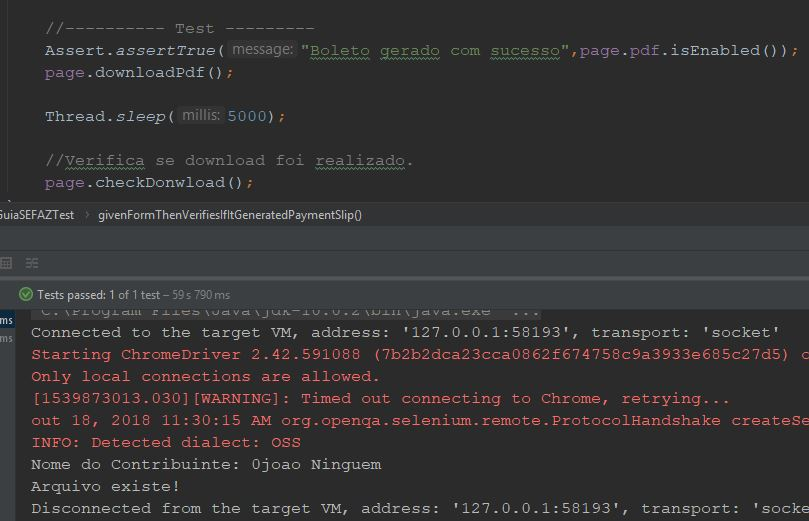 //---------- Test ---------
Assert.assertTrue( message: "Boleto gerado com sucesso",page.pdf.isEnabled());
page.downloadPdf();
Thread.sleep( millis: 5000);
//Verifica se download foi realizado.
page.checkDonwload();
GuiaSEFAZTest > givenFormThenVerifiesIfItGeneratedPaymentSlip()
Tests passed: 1 of 1 test – 59 s 790 ms
ms
"C:\Program Files\Java\jdk-10.0.2\bin\java.exe" ...
Connected to the target VM, address: '127.0.0.1:58193', transport: 'socket'
ms
Starting ChromeDriver 2.42.591088 (7b2b2dca23cca0862f674758c9a3933e685c27d5)
Only local connections are allowed.
[1539873013.030][WARNING]: Timed out connecting to Chrome, retrying...
out 18, 2018 11:30:15 AM org.openqa.selenium.remote.ProtocolHandshake createSe
INFO: Detected dialect: OSS
Nome do Contribuinte: 0joao Ninguem
Arquivo existe!
Disconnected from the target VM, address: '127.0.0.1:58193', transport: 'socke